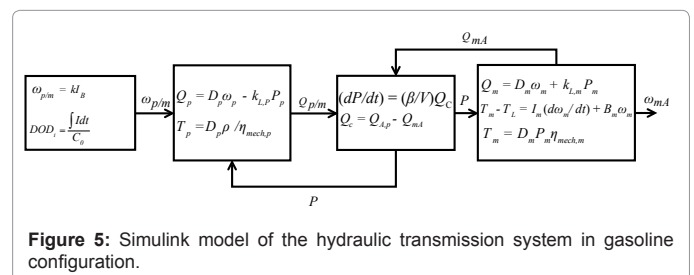 Q_mA
ω_p/m = kI_B
DOD_i = ∫Idt / C_0
ω_p/m
Q_p = D_p ω_p - k_L,P P_p
T_p = D_p ρ /η_mech,p
Q_p/m
(dP/dt) = (β/V)Q_C
Q_c = Q_A,p - Q_mA
P
Q_m = D_m ω_m + k_L,m P_m
T_m - T_L = I_m (dω_m / dt) + B_m ω_m
T_m = D_m P_m η_mech,m
ω_mA
P
Figure 5: Simulink model of the hydraulic transmission system in gasoline
configuration.